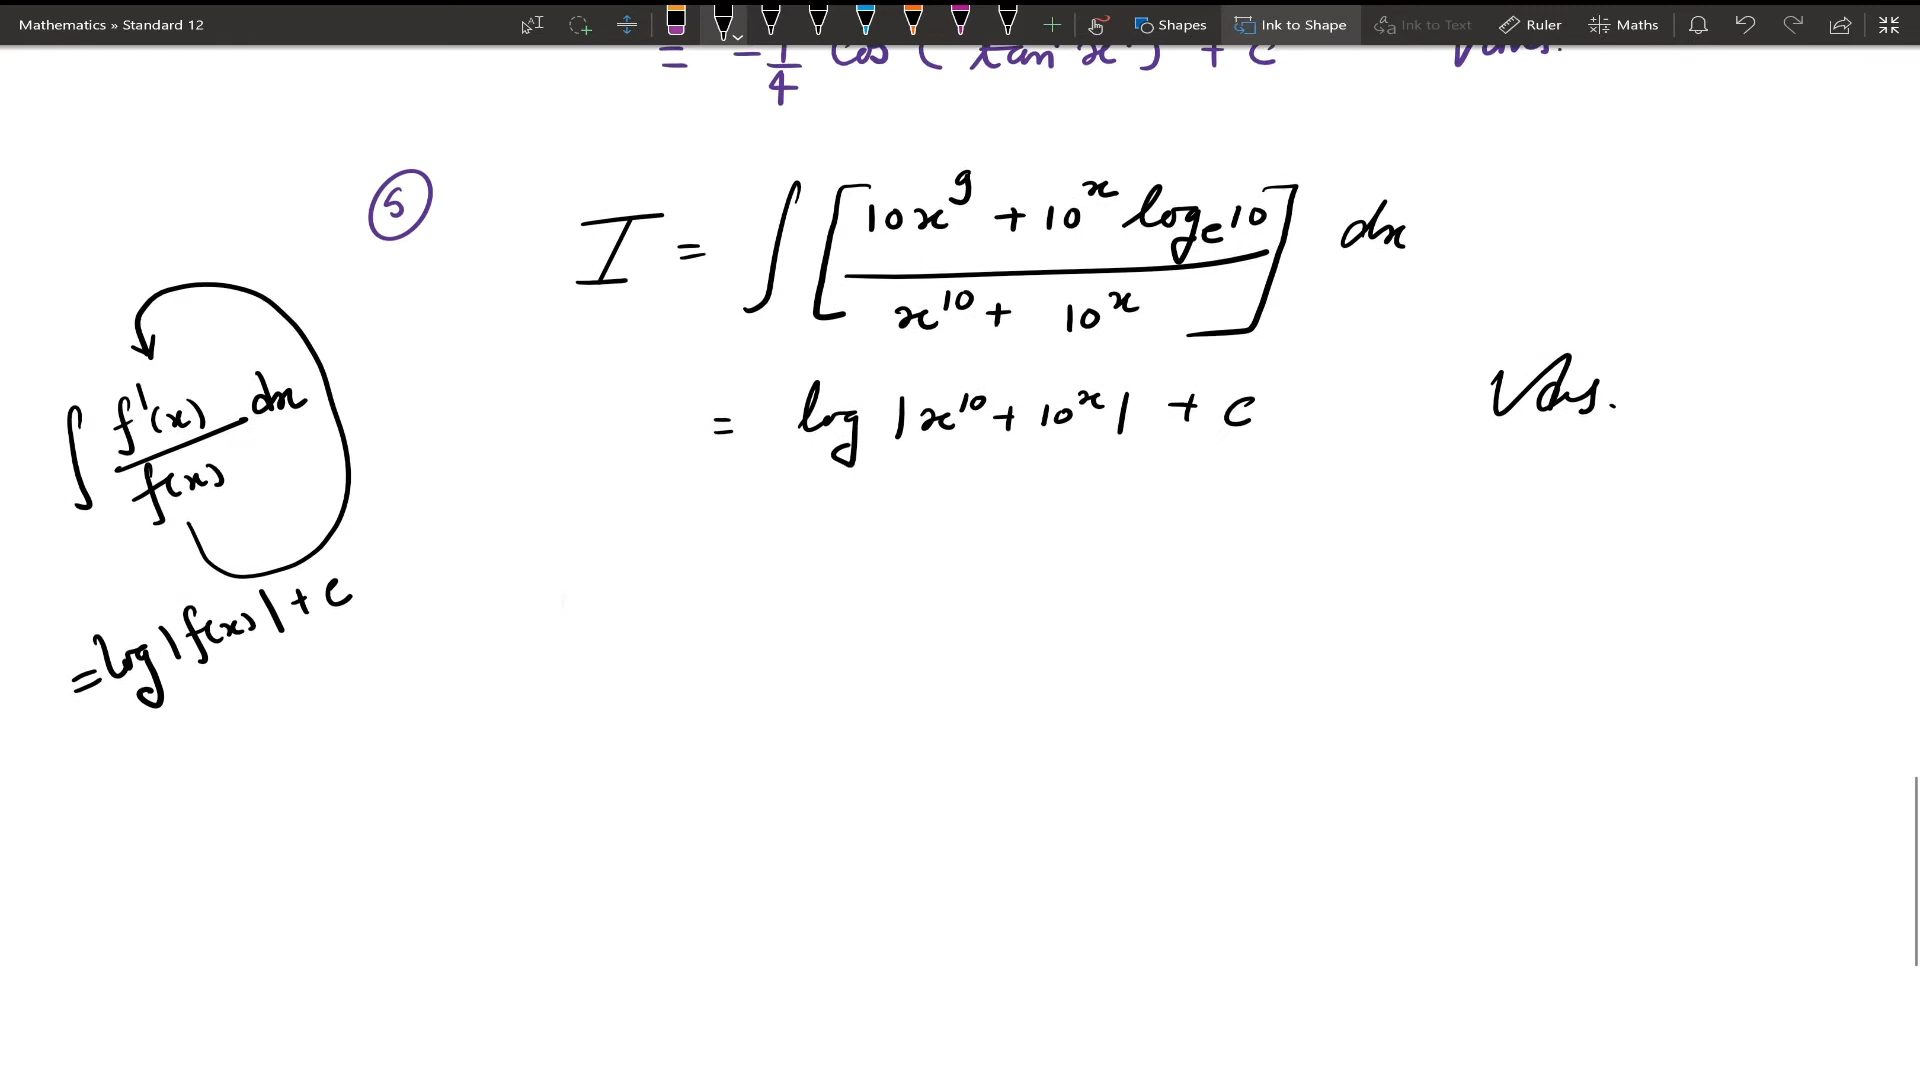 Mathematics » Standard 12
Shapes
Ink to Shape
Ink to Text
Ruler
Maths
= -1/4 cos ( tan x ) + c
5
I = ∫ [ (10x^9 + 10^x log_e 10) / (x^10 + 10^x) ] dx
= log |x^10 + 10^x| + c Ans.
∫ f'(x)/f(x) dx
= log |f(x)| + c